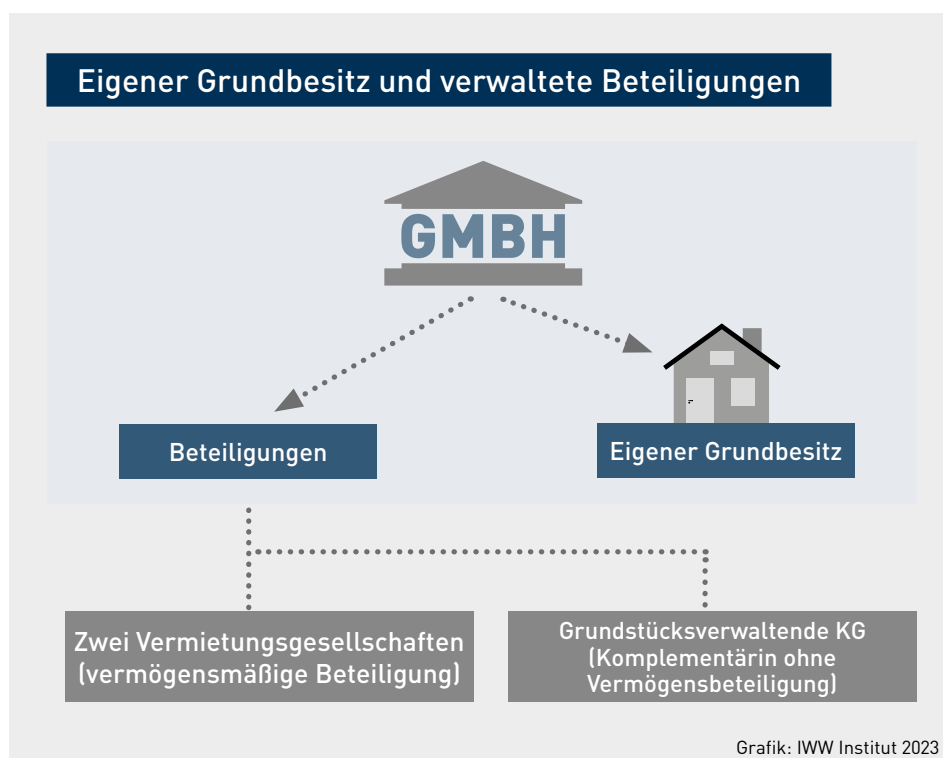 Eigener Grundbesitz und verwaltete Beteiligungen
GMBH
Beteiligungen
Eigener Grundbesitz
Zwei Vermietungsgesellschaften
(vermögensmäßige Beteiligung)
Grundstücksverwaltende KG
(Komplementärin ohne
Vermögensbeteiligung)
Grafik: IWW Institut 2023